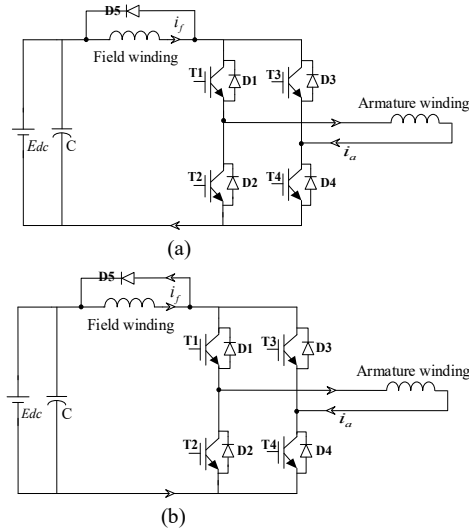 D5
i_f
Field winding
T1
D1
T3
D3
Armature winding
Edc
C
i_a
T2
D2
T4
D4
(a)
D5
i_f
Field winding
T1
D1
T3
D3
Armature winding
Edc
C
i_a
T2
D2
T4
D4
(b)